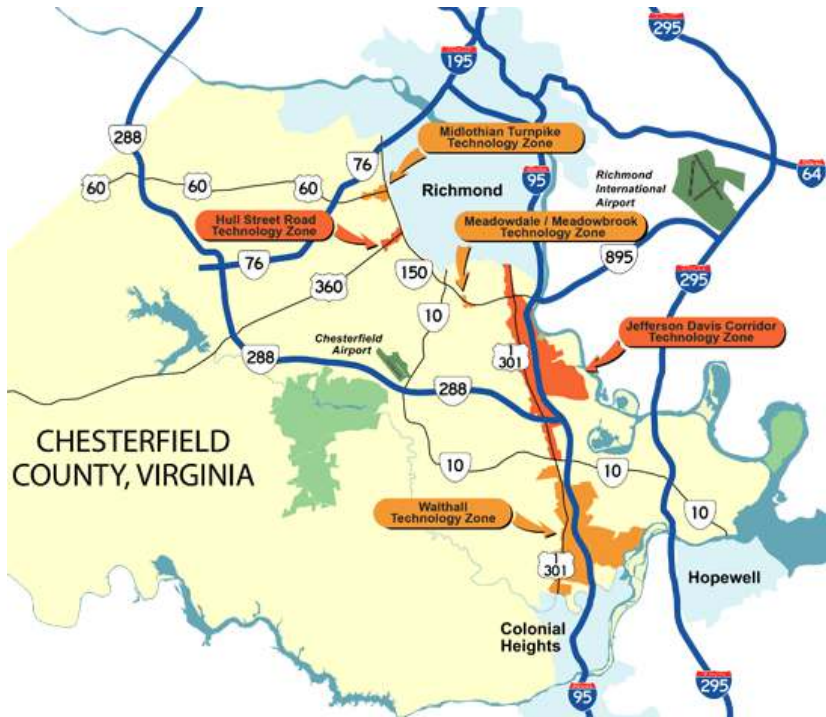 295
195
288
Midlothian Turnpike
Technology Zone
76
60
60
60
Richmond
95
Richmond
International
Airport
64
Hull Street Road
Technology Zone
Meadowdale / Meadowbrook
Technology Zone
76
150
895
360
295
10
Jefferson Davis Corridor
Technology Zone
Chesterfield
Airport
1
301
288
288
CHESTERFIELD
COUNTY, VIRGINIA
10
10
10
Walthall
Technology Zone
1
301
Hopewell
Colonial
Heights
295
95